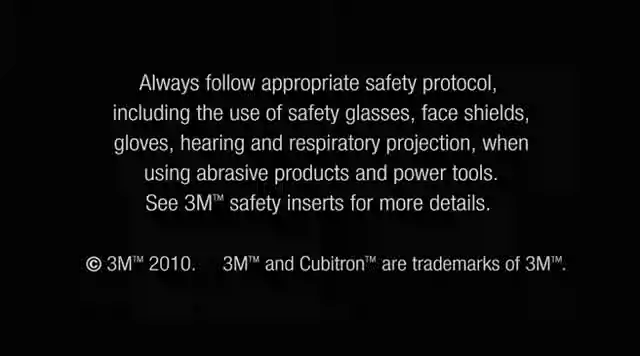 Always follow appropriate safety protocol,
including the use of safety glasses, face shields,
gloves, hearing and respiratory projection, when
using abrasive products and power tools.
See 3M™ safety inserts for more details.
© 3M™ 2010. 3M™ and Cubitron™ are trademarks of 3M™.